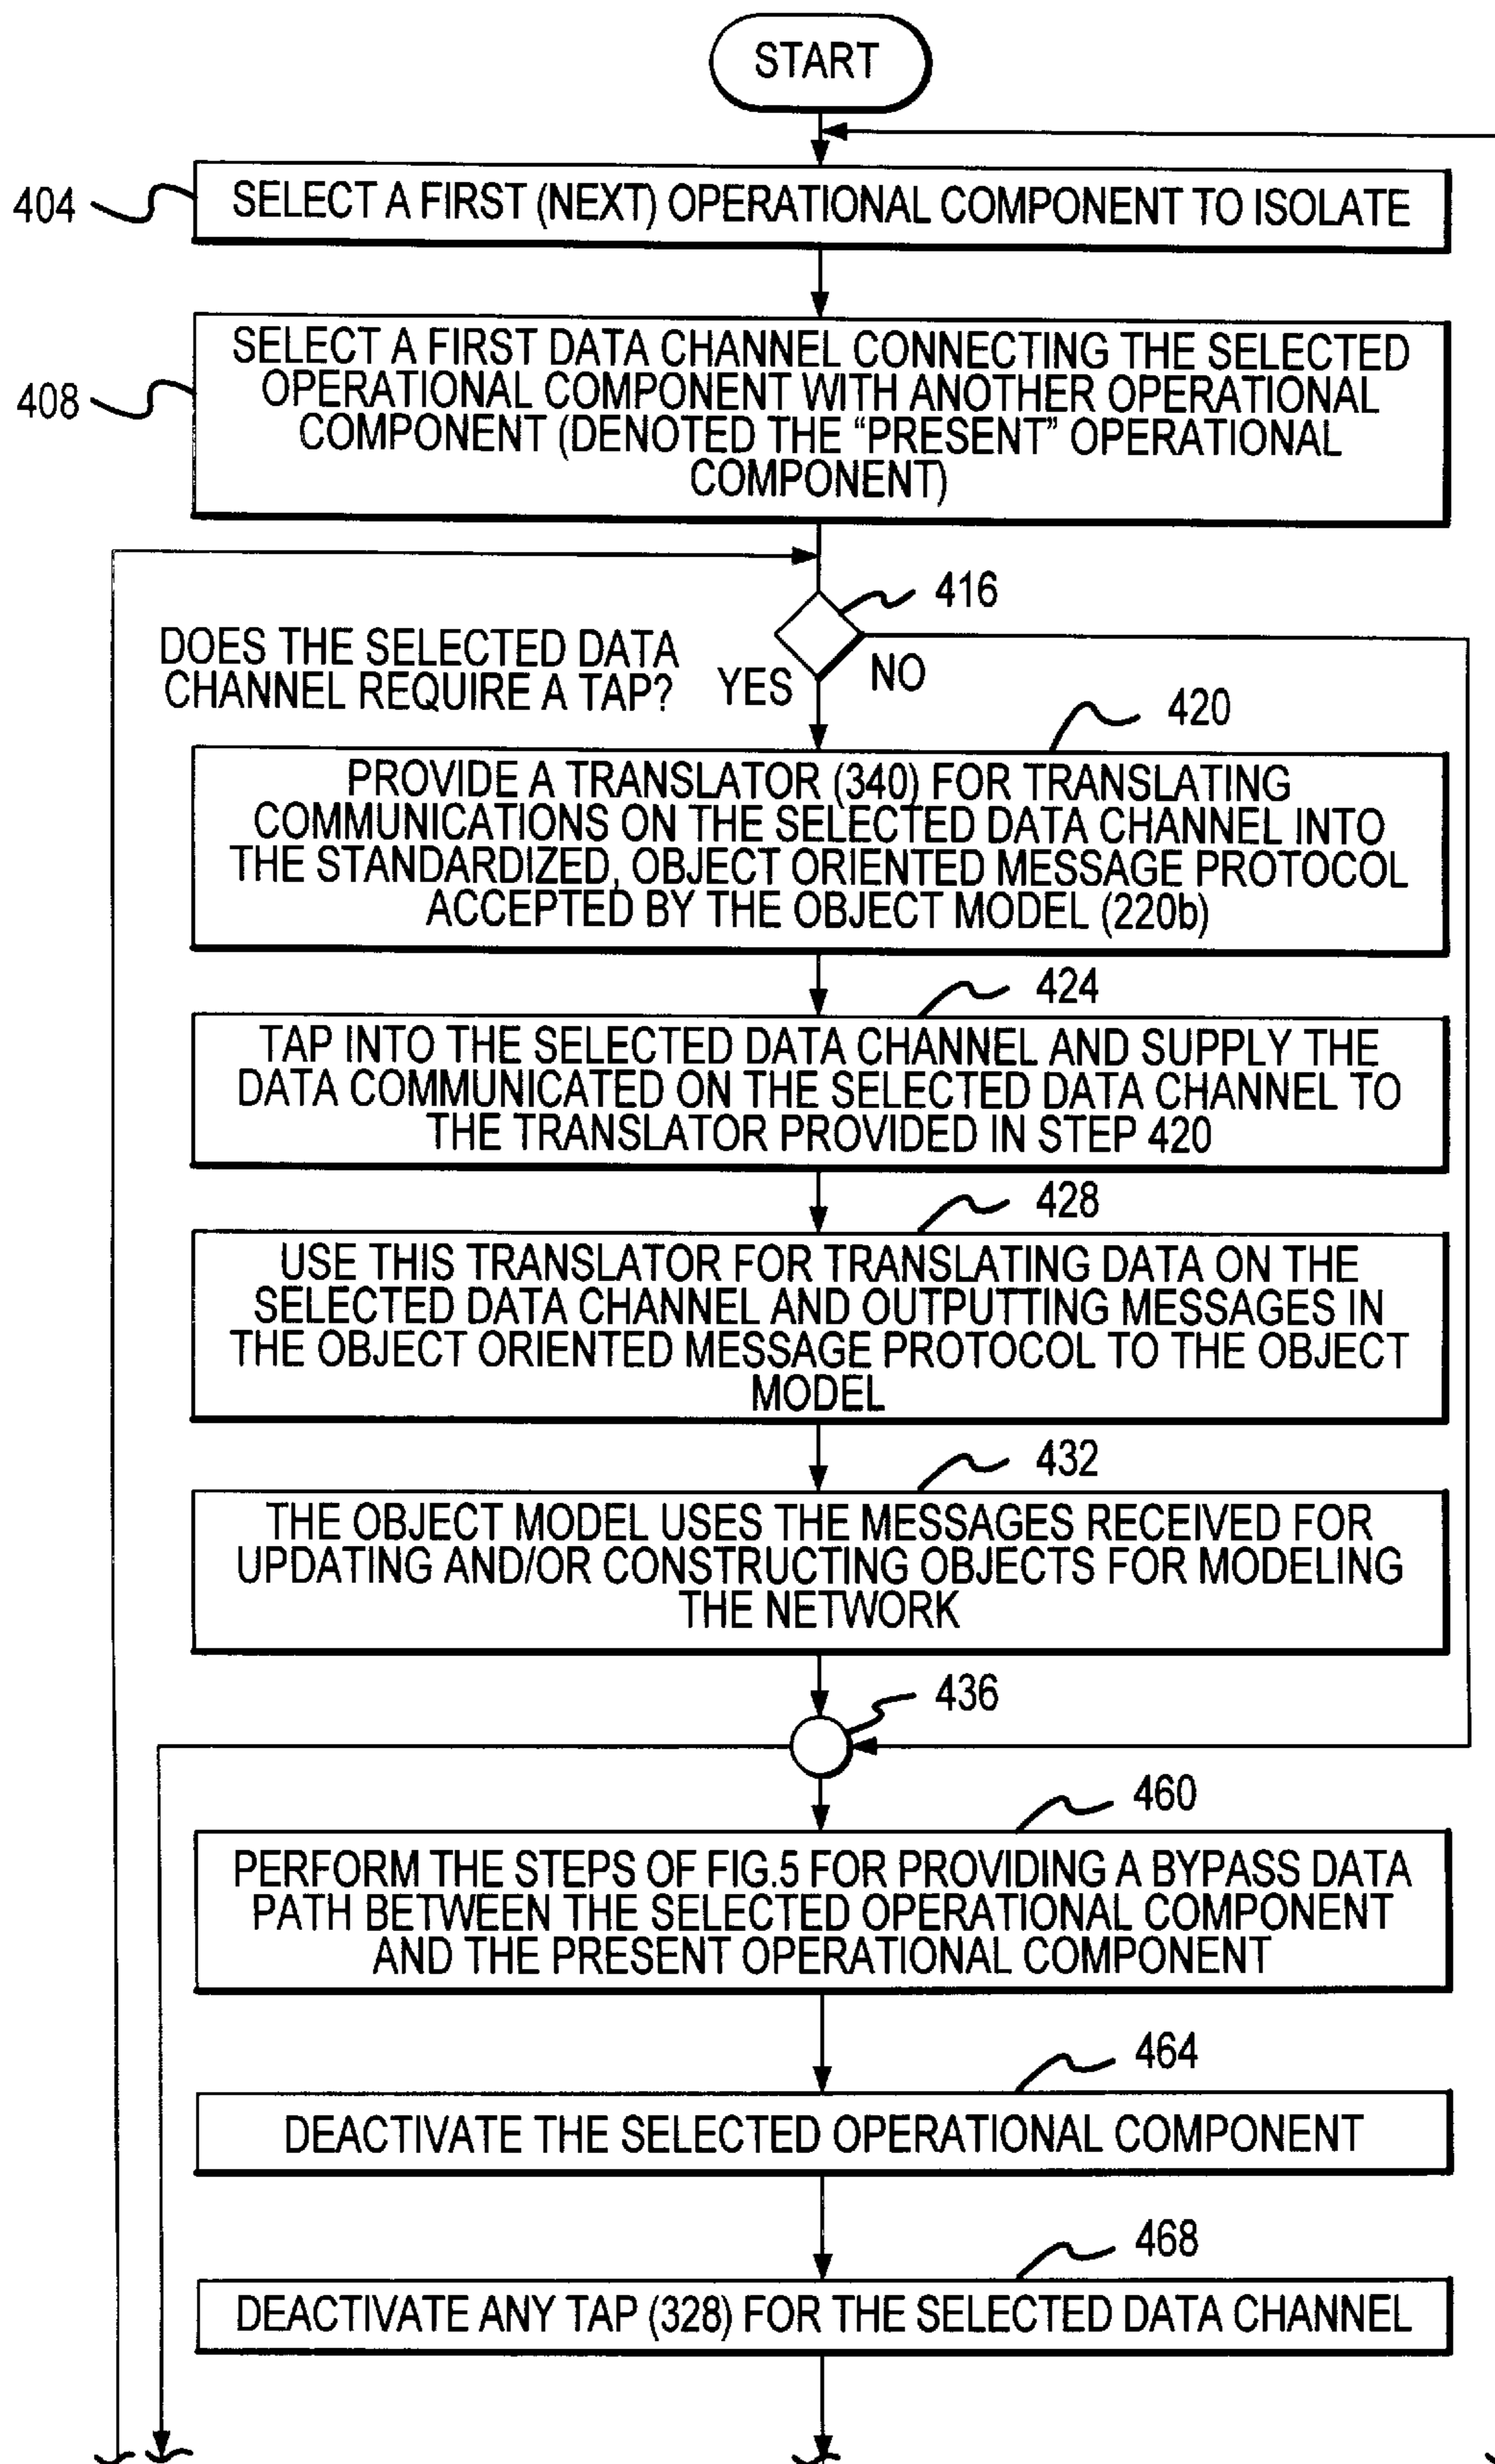 START
404
SELECT A FIRST (NEXT) OPERATIONAL COMPONENT TO ISOLATE
408
SELECT A FIRST DATA CHANNEL CONNECTING THE SELECTED
OPERATIONAL COMPONENT WITH ANOTHER OPERATIONAL
COMPONENT (DENOTED THE “PRESENT” OPERATIONAL
COMPONENT)
416
DOES THE SELECTED DATA
CHANNEL REQUIRE A TAP?
YES
NO
420
PROVIDE A TRANSLATOR (340) FOR TRANSLATING
COMMUNICATIONS ON THE SELECTED DATA CHANNEL INTO
THE STANDARDIZED, OBJECT ORIENTED MESSAGE PROTOCOL
ACCEPTED BY THE OBJECT MODEL (220b)
424
TAP INTO THE SELECTED DATA CHANNEL AND SUPPLY THE
DATA COMMUNICATED ON THE SELECTED DATA CHANNEL TO
THE TRANSLATOR PROVIDED IN STEP 420
428
USE THIS TRANSLATOR FOR TRANSLATING DATA ON THE
SELECTED DATA CHANNEL AND OUTPUTTING MESSAGES IN
THE OBJECT ORIENTED MESSAGE PROTOCOL TO THE OBJECT
MODEL
432
THE OBJECT MODEL USES THE MESSAGES RECEIVED FOR
UPDATING AND/OR CONSTRUCTING OBJECTS FOR MODELING
THE NETWORK
436
460
PERFORM THE STEPS OF FIG.5 FOR PROVIDING A BYPASS DATA
PATH BETWEEN THE SELECTED OPERATIONAL COMPONENT
AND THE PRESENT OPERATIONAL COMPONENT
464
DEACTIVATE THE SELECTED OPERATIONAL COMPONENT
468
DEACTIVATE ANY TAP (328) FOR THE SELECTED DATA CHANNEL